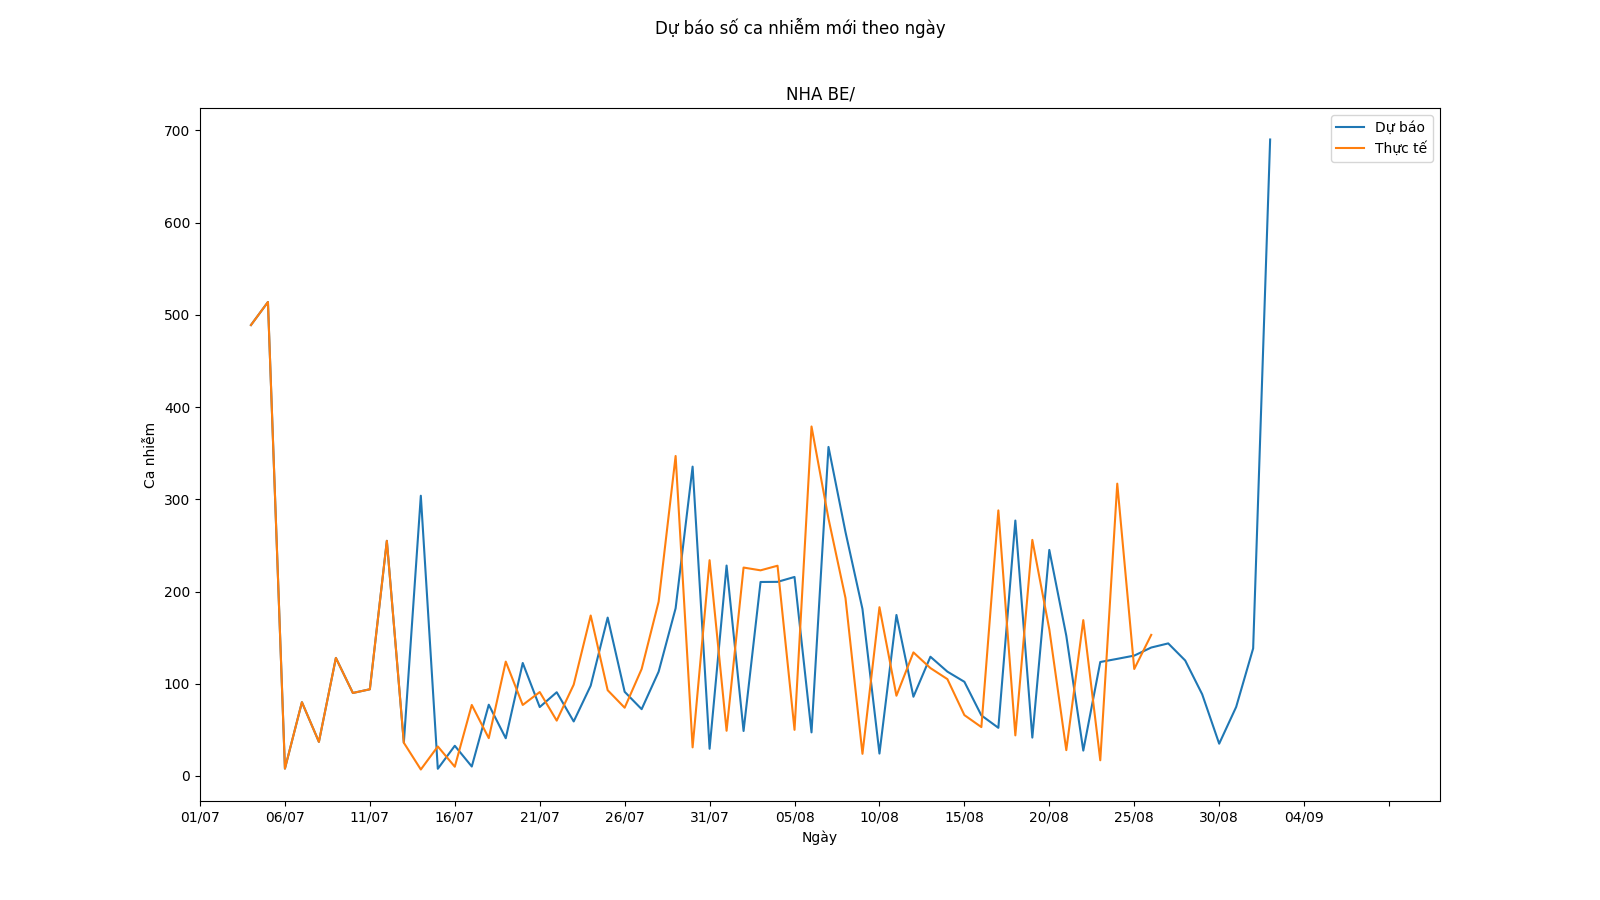 Dự báo số ca nhiễm mới theo ngày
NHA BE/
Dự báo
Thực tế
700
600
500
400
300
200
100
0
Ca nhiễm
01/07 06/07 11/07 16/07 21/07 26/07 31/07 05/08 10/08 15/08 20/08 25/08 30/08 04/09
Ngày